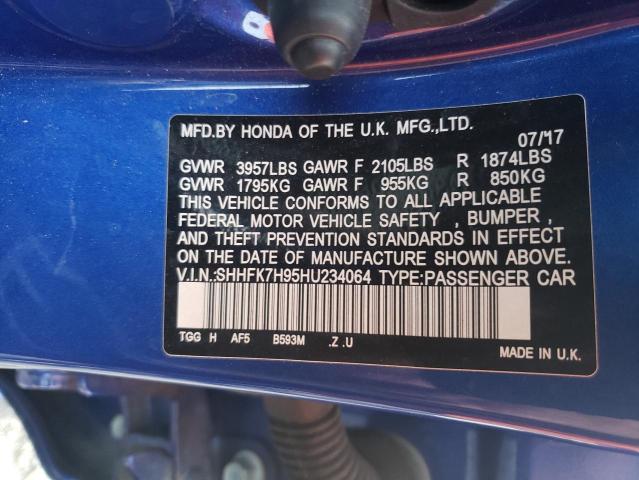 MFD.BY HONDA OF THE U.K. MFG.,LTD.
07/17
GVWR 3957LBS GAWR F 2105LBS R 1874LBS
GVWR 1795KG GAWR F 955KG R 850KG
THIS VEHICLE CONFORMS TO ALL APPLICABLE
FEDERAL MOTOR VEHICLE SAFETY , BUMPER ,
AND THEFT PREVENTION STANDARDS IN EFFECT
ON THE DATE OF MANUFACTURE SHOWN ABOVE.
V.I.N.:SHHFK7H95HU234064 TYPE:PASSENGER CAR
TGG H AF5 B593M .Z .U
MADE IN U.K.